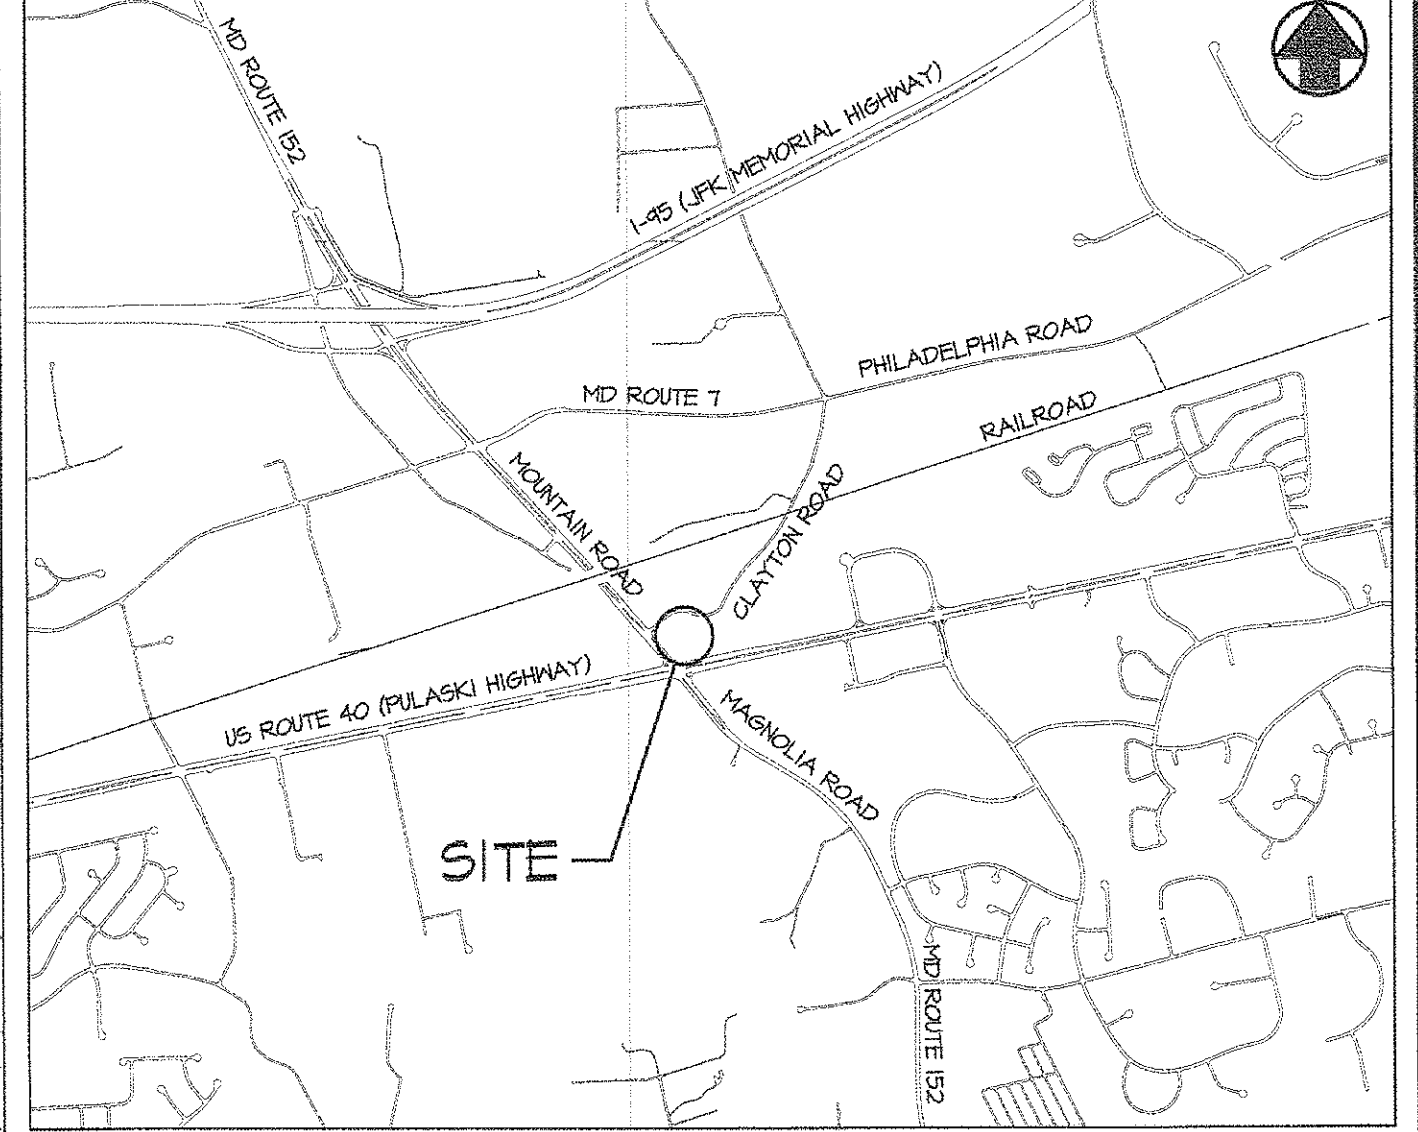 MD ROUTE 152
I-95 (JFK MEMORIAL HIGHWAY)
PHILADELPHIA ROAD
MD ROUTE 7
RAILROAD
MOUNTAIN ROAD
CLAYTON ROAD
US ROUTE 40 (PULASKI HIGHWAY)
MAGNOLIA ROAD
SITE
MD ROUTE 152